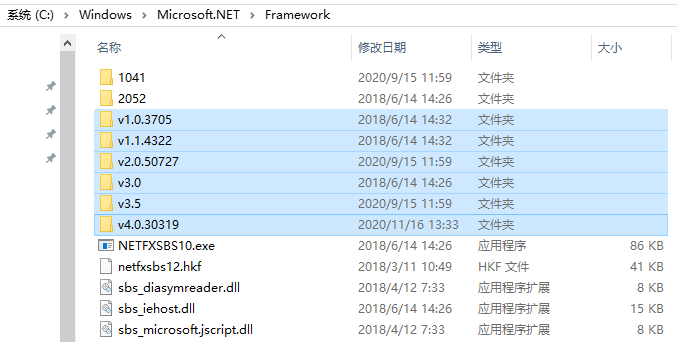 系统 (C:) › Windows › Microsoft.NET › Framework
名称 修改日期 类型 大小
1041 2020/9/15 11:59 文件夹
2052 2018/6/14 14:26 文件夹
v1.0.3705 2018/6/14 14:32 文件夹
v1.1.4322 2018/6/14 14:32 文件夹
v2.0.50727 2020/9/15 11:59 文件夹
v3.0 2018/6/14 14:26 文件夹
v3.5 2020/9/15 11:59 文件夹
v4.0.30319 2020/11/16 13:33 文件夹
NETFXSBS10.exe 2018/6/14 14:26 应用程序 86 KB
netfxsbs12.hkf 2018/3/11 10:49 HKF 文件 41 KB
sbs_diasymreader.dll 2018/4/12 7:33 应用程序扩展 8 KB
sbs_iehost.dll 2018/6/14 14:26 应用程序扩展 15 KB
sbs_microsoft.jscript.dll 2018/4/12 7:33 应用程序扩展 8 KB